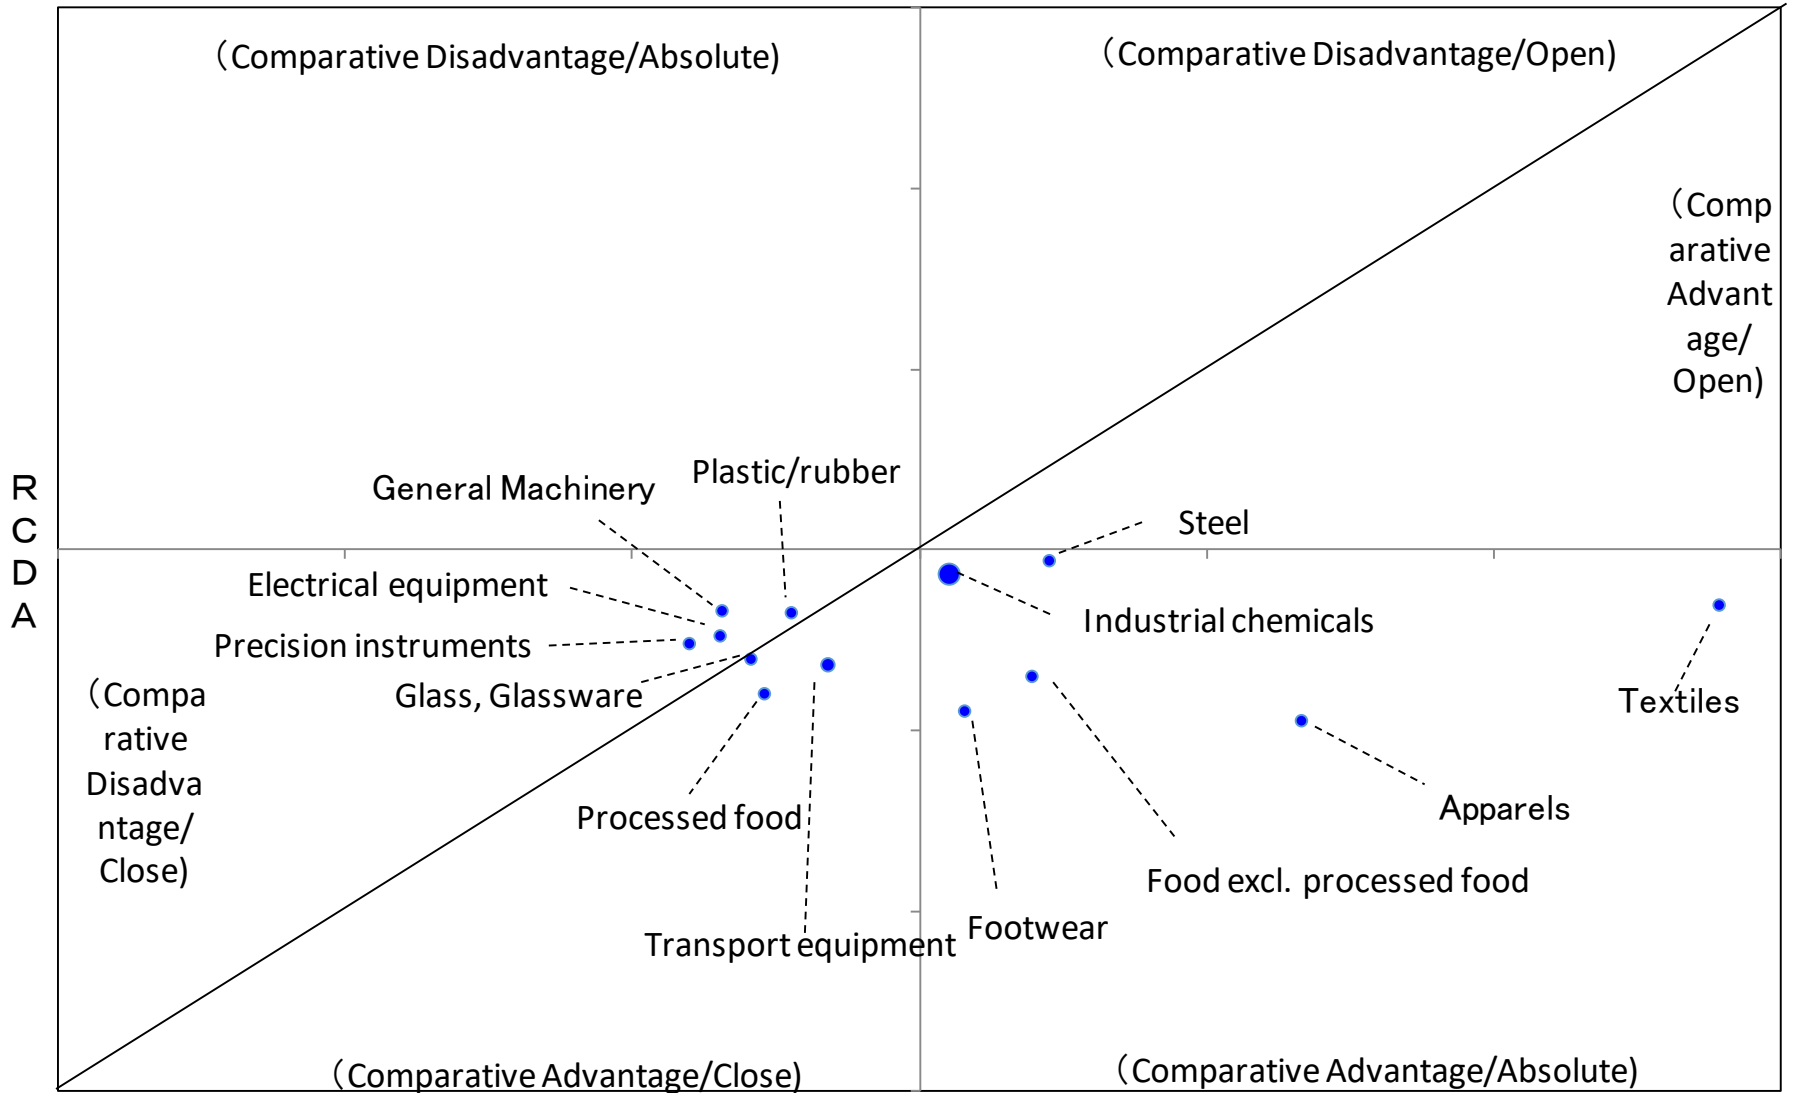 （Comparative Disadvantage/Absolute)
（Comparative Disadvantage/Open)
（Comp
arative
Advant
age/
Open)
Plastic/rubber
General Machinery
R
C
D
A
Steel
Electrical equipment
Industrial chemicals
Precision instruments
Glass, Glassware
（Compa
rative
Disadva
ntage/
Close)
Textiles
Processed food
Apparels
Food excl. processed food
Footwear
Transport equipment
（Comparative Advantage/Close)
（Comparative Advantage/Absolute)